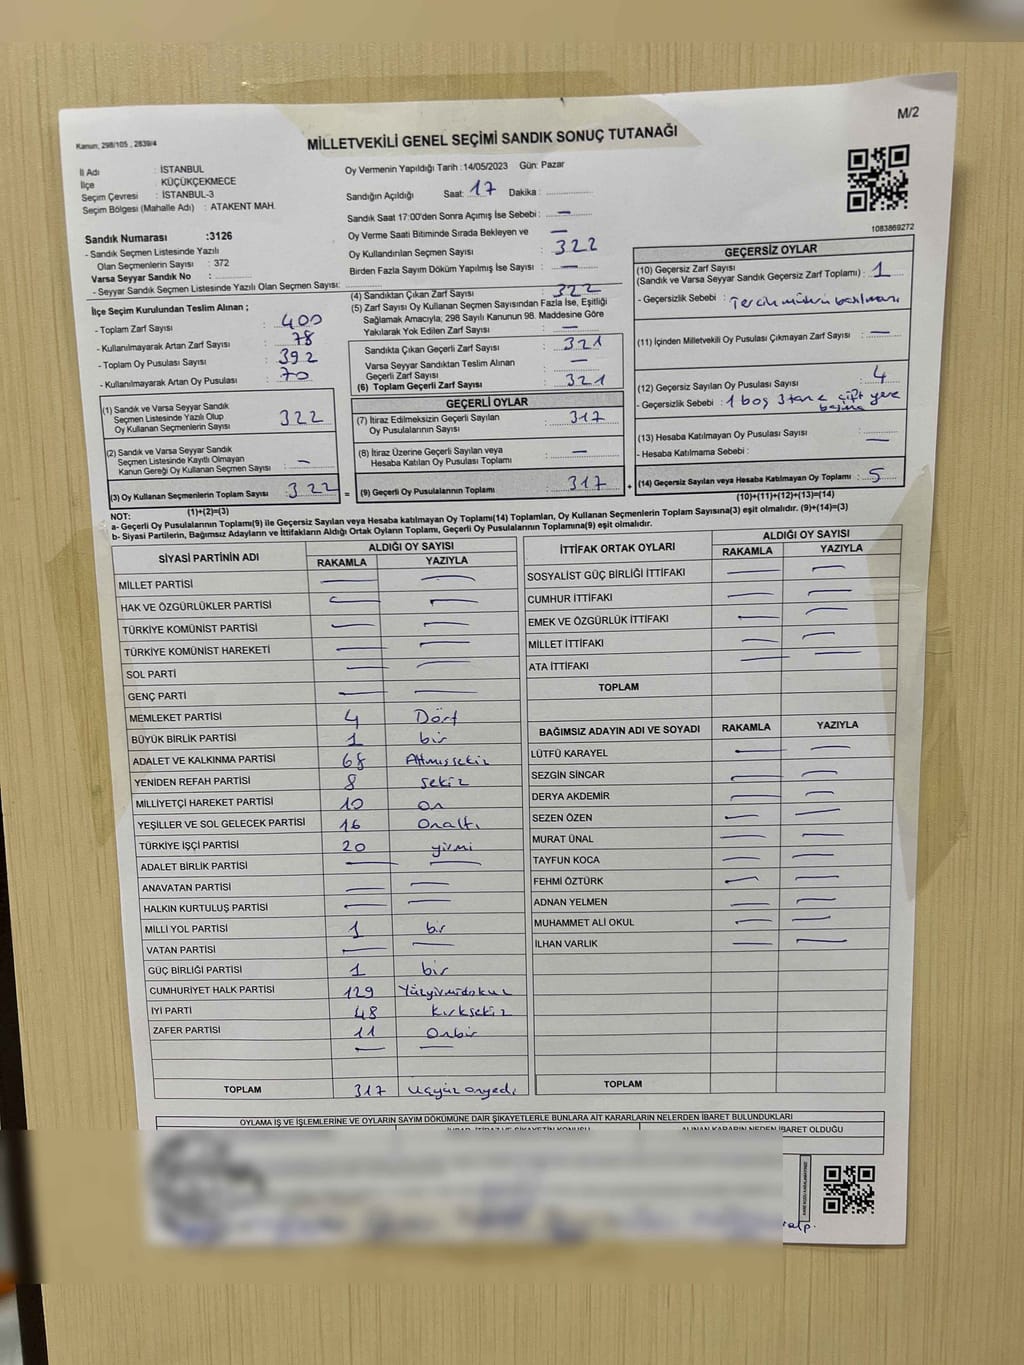 M/2
Kanun; 298/105 , 2839/4
MİLLETVEKİLİ GENEL SEÇİMİ SANDIK SONUÇ TUTANAĞI
İl Adı : İSTANBUL
İlçe : KÜÇÜKÇEKMECE
Seçim Çevresi : İSTANBUL-3
Seçim Bölgesi (Mahalle Adı) : ATAKENT MAH.
Sandık Numarası :3126
- Sandık Seçmen Listesinde Yazılı
Olan Seçmenlerin Sayısı : 372
Varsa Seyyar Sandık No :
- Seyyar Sandık Seçmen Listesinde Yazılı Olan Seçmen Sayısı:
Oy Vermenin Yapıldığı Tarih :14/05/2023 Gün: Pazar
Sandığın Açıldığı Saat: 17 Dakika :
Sandık Saat 17:00'den Sonra Açımış İse Sebebi : —
Oy Verme Saati Bitiminde Sırada Bekleyen ve —
Oy Kullandırılan Seçmen Sayısı : 322
Birden Fazla Sayım Döküm Yapılmış İse Sayısı : —
(4) Sandıktan Çıkan Zarf Sayısı : 322
(5) Zarf Sayısı Oy Kullanan Seçmen Sayısından Fazla İse, Eşitliği
Sağlamak Amacıyla; 298 Sayılı Kanunun 98. Maddesine Göre
Yakılarak Yok Edilen Zarf Sayısı : —
İlçe Seçim Kurulundan Teslim Alınan ;
- Toplam Zarf Sayısı : 400
- Kullanılmayarak Artan Zarf Sayısı : 78
- Toplam Oy Pusulası Sayısı : 392
- Kullanılmayarak Artan Oy Pusulası : 70
Sandıkta Çıkan Geçerli Zarf Sayısı : 321
Varsa Seyyar Sandıktan Teslim Alınan
Geçerli Zarf Sayısı : —
(6) Toplam Geçerli Zarf Sayısı : 321
1083869272
GEÇERSİZ OYLAR
(10) Geçersiz Zarf Sayısı
(Sandık ve Varsa Seyyar Sandık Geçersiz Zarf Toplamı) : 1
- Geçersizlik Sebebi : Tercih mührü basılması
(11) İçinden Milletvekili Oy Pusulası Çıkmayan Zarf Sayısı : —
(12) Geçersiz Sayılan Oy Pusulası Sayısı : 4
- Geçersizlik Sebebi : 1 boş 3 tane çift yere
basma
(13) Hesaba Katılmayan Oy Pusulası Sayısı : —
- Hesaba Katılmama Sebebi :
(14) Geçersiz Sayılan veya Hesaba Katılmayan Oy Toplamı : 5
(10)+(11)+(12)+(13)=(14)
(1) Sandık ve Varsa Seyyar Sandık
Seçmen Listesinde Yazılı Olup
Oy Kullanan Seçmenlerin Sayısı : 322
(2) Sandık ve Varsa Seyyar Sandık
Seçmen Listesinde Kayıtlı Olmayan
Kanun Gereği Oy Kullanan Seçmen Sayısı : —
(3) Oy Kullanan Seçmenlerin Toplam Sayısı : 322 =
(1)+(2)=(3)
GEÇERLİ OYLAR
(7) İtiraz Edilmeksizin Geçerli Sayılan
Oy Pusulalarının Sayısı : 317
(8) İtiraz Üzerine Geçerli Sayılan veya
Hesaba Katılan Oy Pusulası Toplamı : —
(9) Geçerli Oy Pusulalarının Toplamı : 317 +
NOT:
a- Geçerli Oy Pusulasının Toplamı(9) ile Geçersiz Sayılan veya Hesaba katılmayan Oy Toplamı(14) Toplamları, Oy Kullanan Seçmenlerin Toplam Sayısına(3) eşit olmalıdır. (9)+(14)=(3)
b- Siyasi Partilerin, Bağımsız Adayların ve İttifakların Aldığı Ortak Oyların Toplamı, Geçerli Oy Pusulasının Toplamına(9) eşit olmalıdır.
SİYASİ PARTİNİN ADI ALDIĞI OY SAYISI
RAKAMLA YAZIYLA
MİLLET PARTİSİ — —
HAK VE ÖZGÜRLÜKLER PARTİSİ — —
TÜRKİYE KOMÜNİST PARTİSİ — —
TÜRKİYE KOMÜNİST HAREKETİ — —
SOL PARTİ — —
GENÇ PARTİ — —
MEMLEKET PARTİSİ 4 Dört
BÜYÜK BİRLİK PARTİSİ 1 bir
ADALET VE KALKINMA PARTİSİ 68 Altmışsekiz
YENİDEN REFAH PARTİSİ 8 sekiz
MİLLİYETÇİ HAREKET PARTİSİ 10 on
YEŞİLLER VE SOL GELECEK PARTİSİ 16 Onaltı
TÜRKİYE İŞÇİ PARTİSİ 20 yirmi
ADALET BİRLİK PARTİSİ — —
ANAVATAN PARTİSİ — —
HALKIN KURTULUŞ PARTİSİ — —
MİLLİ YOL PARTİSİ 1 bir
VATAN PARTİSİ — —
GÜÇ BİRLİĞİ PARTİSİ 1 bir
CUMHURİYET HALK PARTİSİ 129 Yüzyirmidokuz
İYİ PARTİ 48 Kırksekiz
ZAFER PARTİSİ 11 Onbir
— —
TOPLAM 317 Üçyüzonyedi
İTTİFAK ORTAK OYLARI ALDIĞI OY SAYISI
RAKAMLA YAZIYLA
SOSYALİST GÜÇ BİRLİĞİ İTTİFAKI — —
CUMHUR İTTİFAKI — —
EMEK VE ÖZGÜRLÜK İTTİFAKI — —
MİLLET İTTİFAKI — —
ATA İTTİFAKI — —
TOPLAM
BAĞIMSIZ ADAYIN ADI VE SOYADI RAKAMLA YAZIYLA
LÜTFÜ KARAYEL — —
SEZGİN SİNCAR — —
DERYA AKDEMİR — —
SEZEN ÖZEN — —
MURAT ÜNAL — —
TAYFUN KOCA — —
FEHMİ ÖZTÜRK — —
ADNAN YELMEN — —
MUHAMMET ALİ OKUL — —
İLHAN VARLIK — —
TOPLAM
OYLAMA İŞ VE İŞLEMLERİNE VE OYLARIN SAYIM DÖKÜMÜNE DAİR ŞİKAYETLERLE BUNLARA AİT KARARLARIN NELERDEN İBARET BULUNDUKLARI
ALINAN KARARIN NEDEN İBARET OLDUĞU